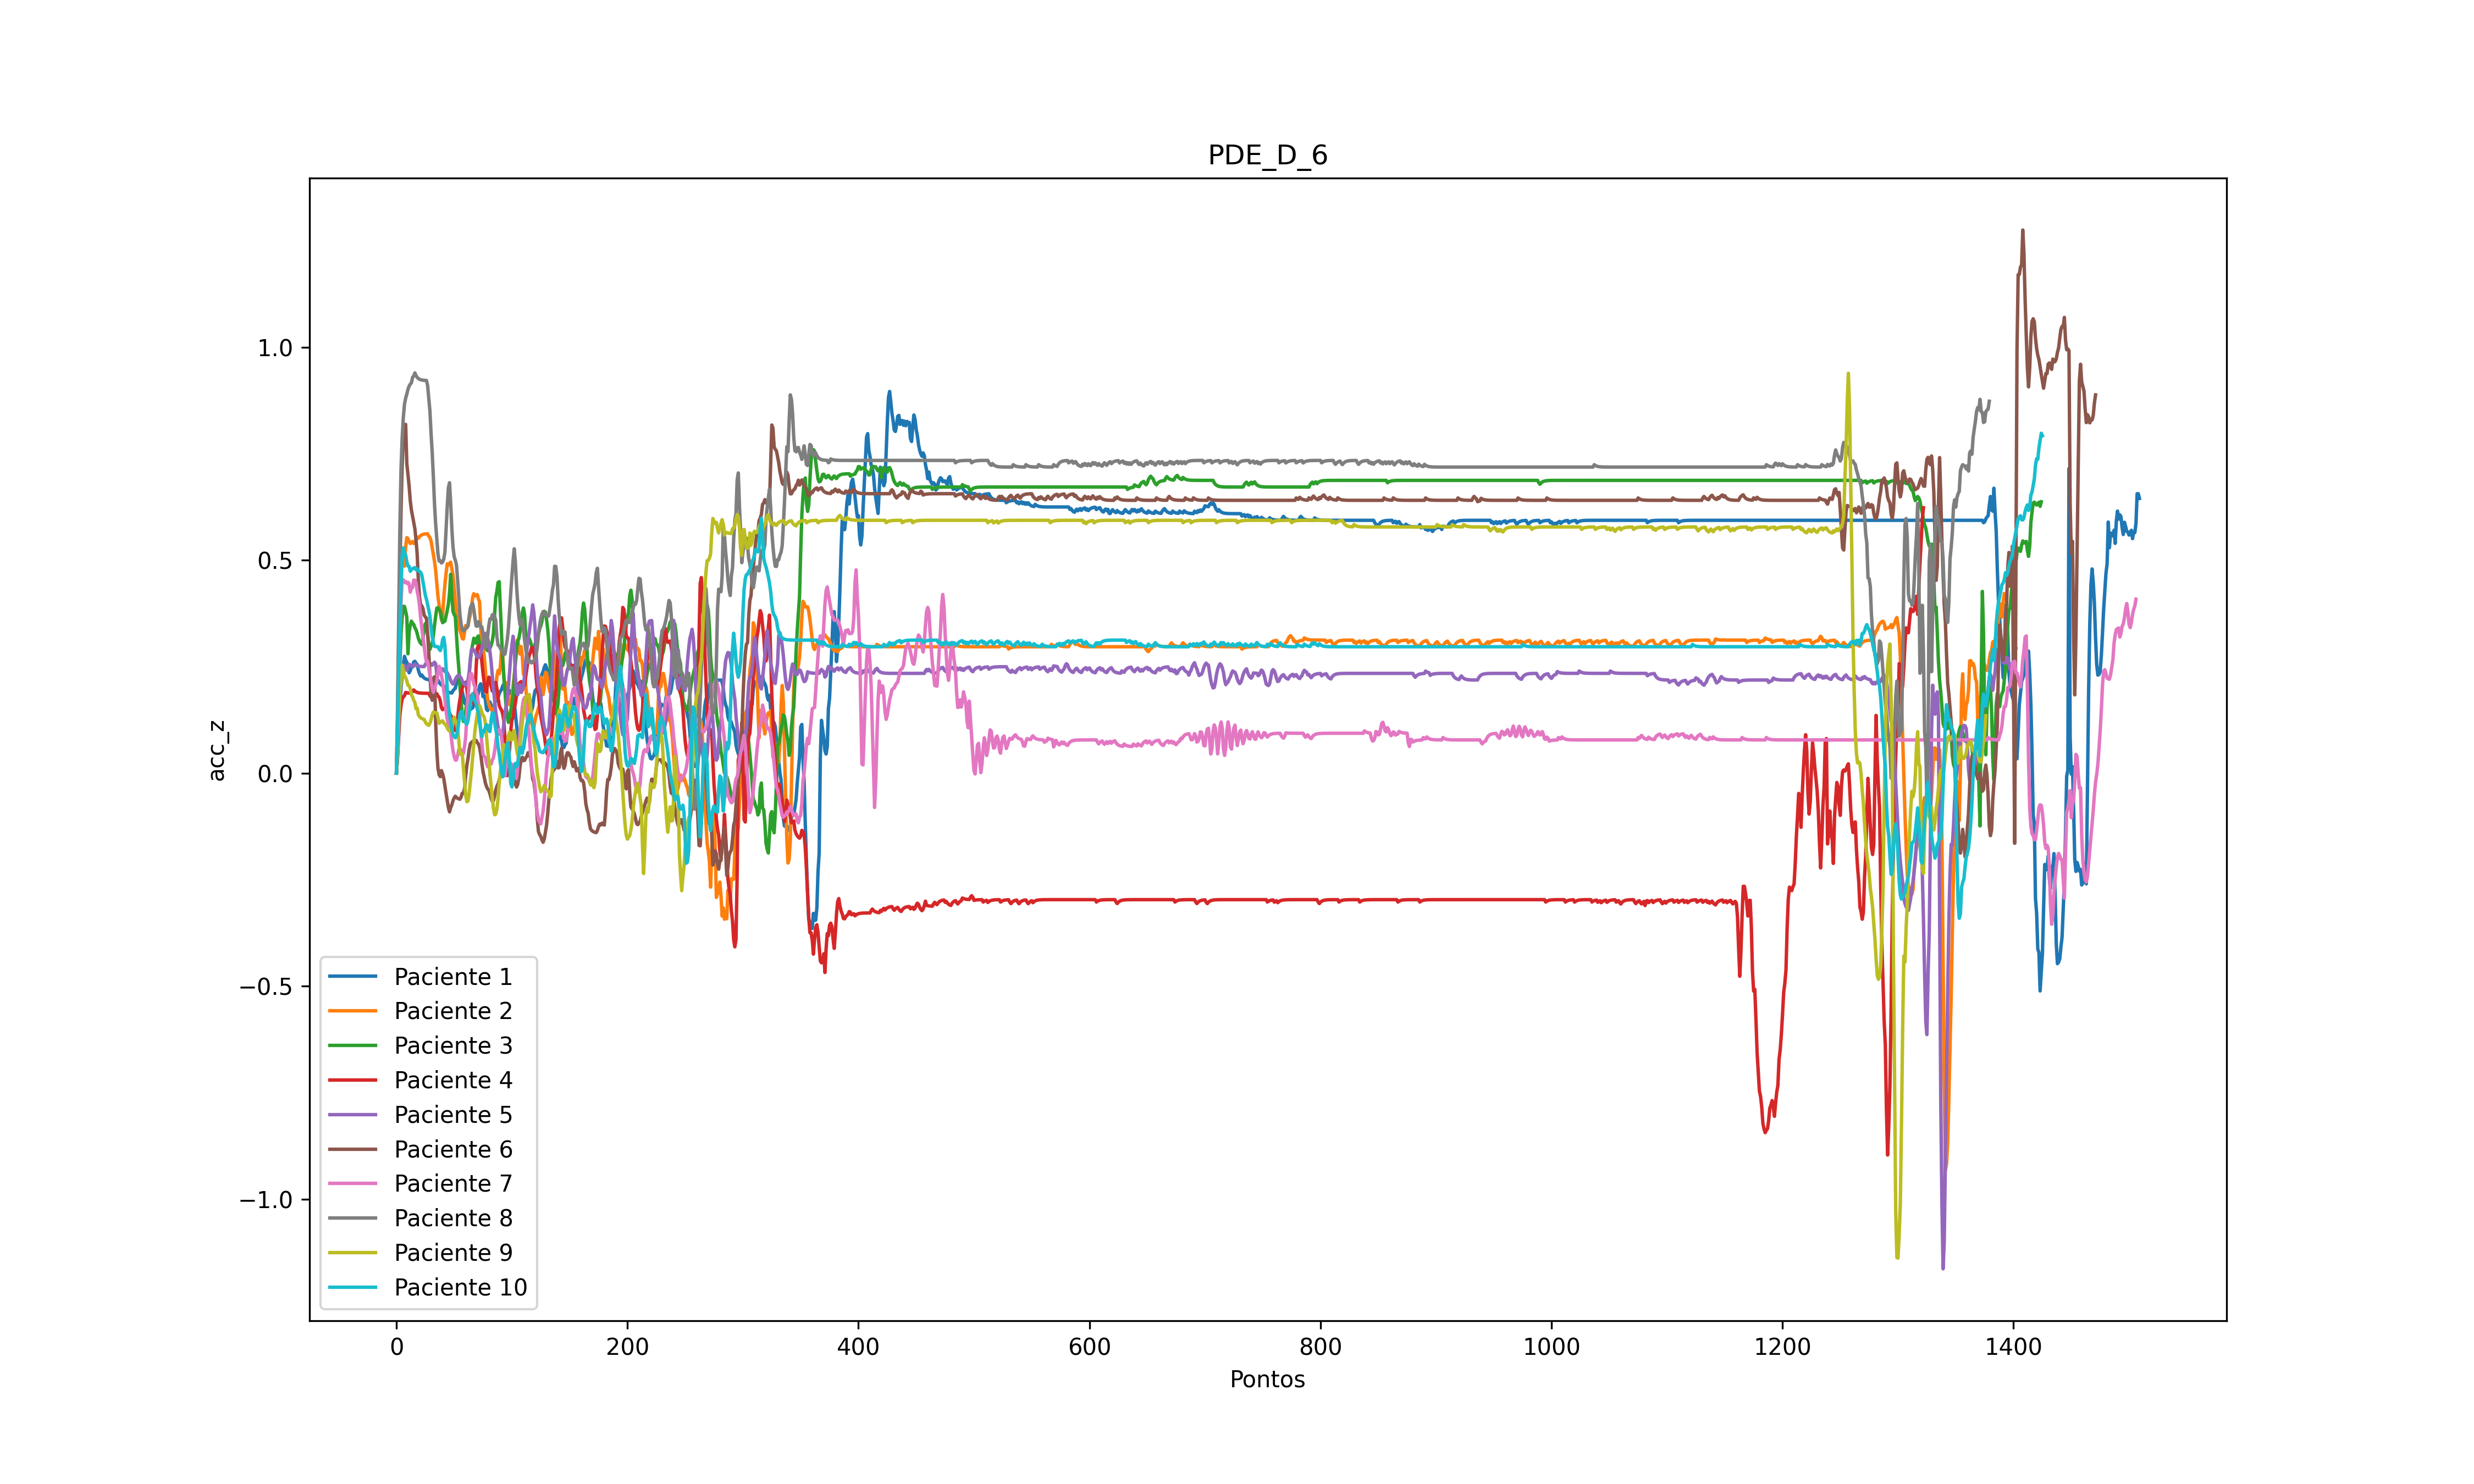 PDE_D_6
acc_z
1.0
0.5
0.0
−0.5
−1.0
Paciente 1
Paciente 2
Paciente 3
Paciente 4
Paciente 5
Paciente 6
Paciente 7
Paciente 8
Paciente 9
Paciente 10
0 200 400 600 800 1000 1200 1400
Pontos